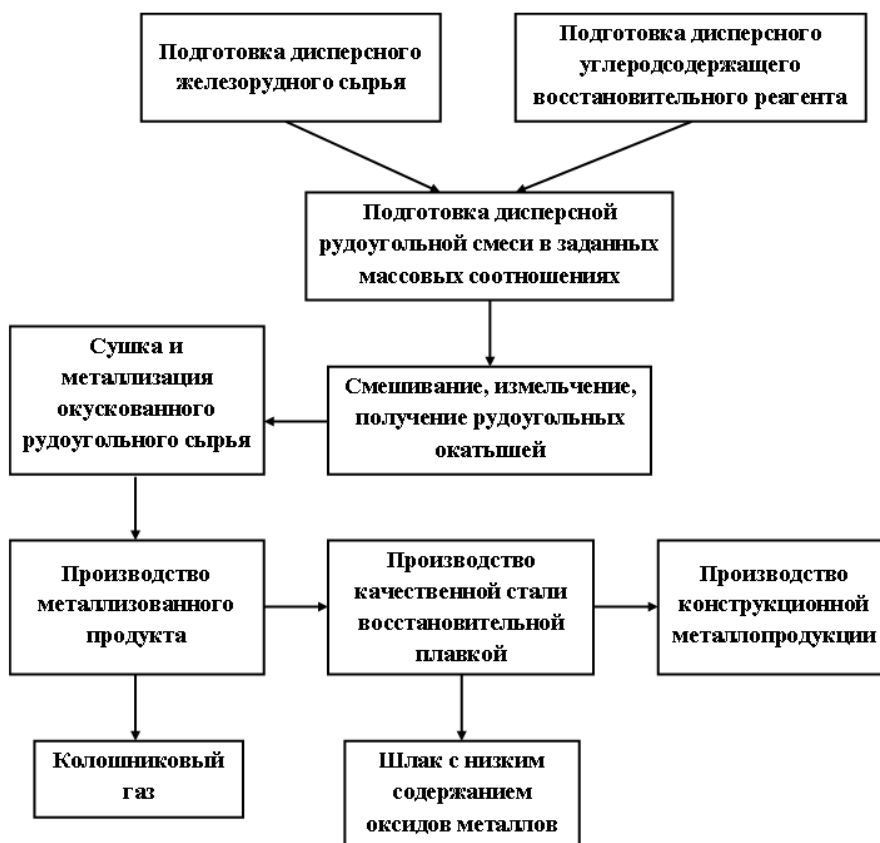 Подготовка дисперсного
железорудного сырья
Подготовка дисперсного
углеродсодержащего
восстановительного реагента
Подготовка дисперсной
рудоугольной смеси в заданных
массовых соотношениях
Сушка и
металлизация
окускованного
рудоугольного сырья
Смешивание, измельчение,
получение рудоугольных
окатышей
Производство
металлизованного
продукта
Производство
качественной стали
восстановительной
плавкой
Производство
конструкционной
металлопродукции
Колошниковый
газ
Шлак с низким
содержанием
оксидов металлов